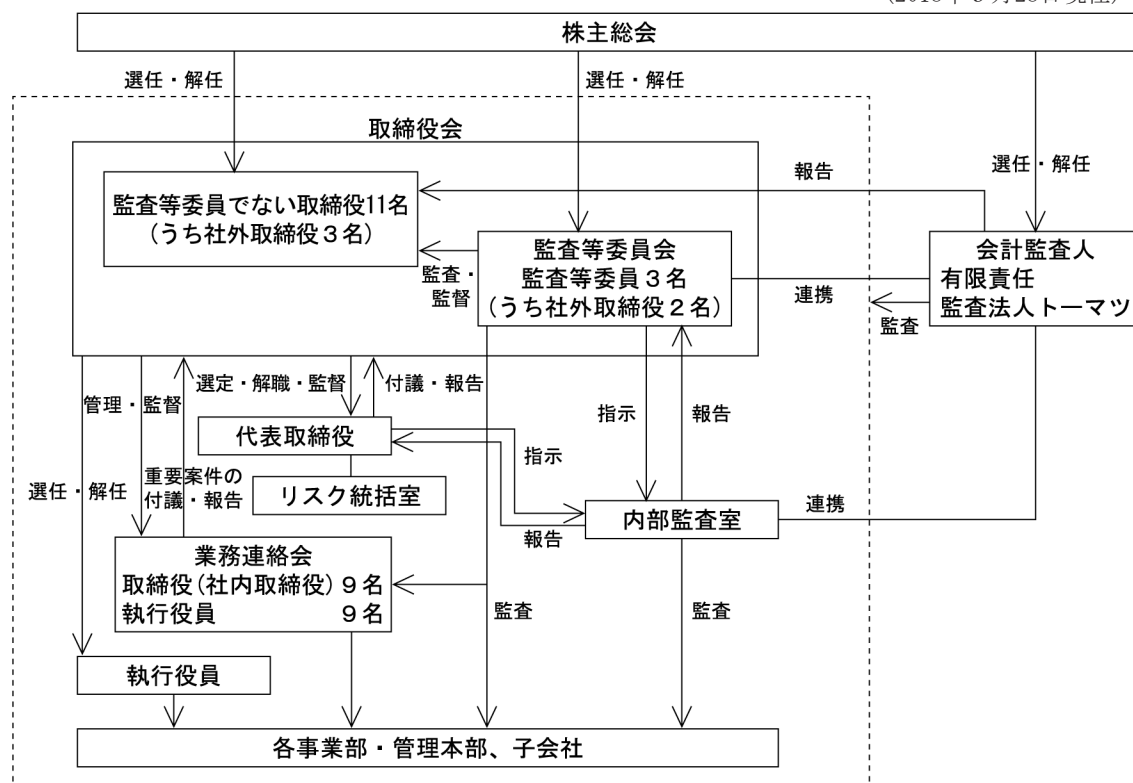 株主総会
選任・解任
選任・解任
取締役会
選任・解任
報告
監査等委員でない取締役11名
(うち社外取締役3名)
監査等委員会
監査等委員3名
(うち社外取締役2名)
監査・
監督
会計監査人
有限責任
監査法人トーマツ
連携
監査
選定・解職・監督
付議・報告
管理・監督
指示
報告
代表取締役
指示
選任・解任
重要案件の
付議・報告
リスク統括室
内部監査室
連携
報告
業務連絡会
取締役(社内取締役)9名
執行役員 9名
監査
監査
執行役員
各事業部・管理本部、子会社